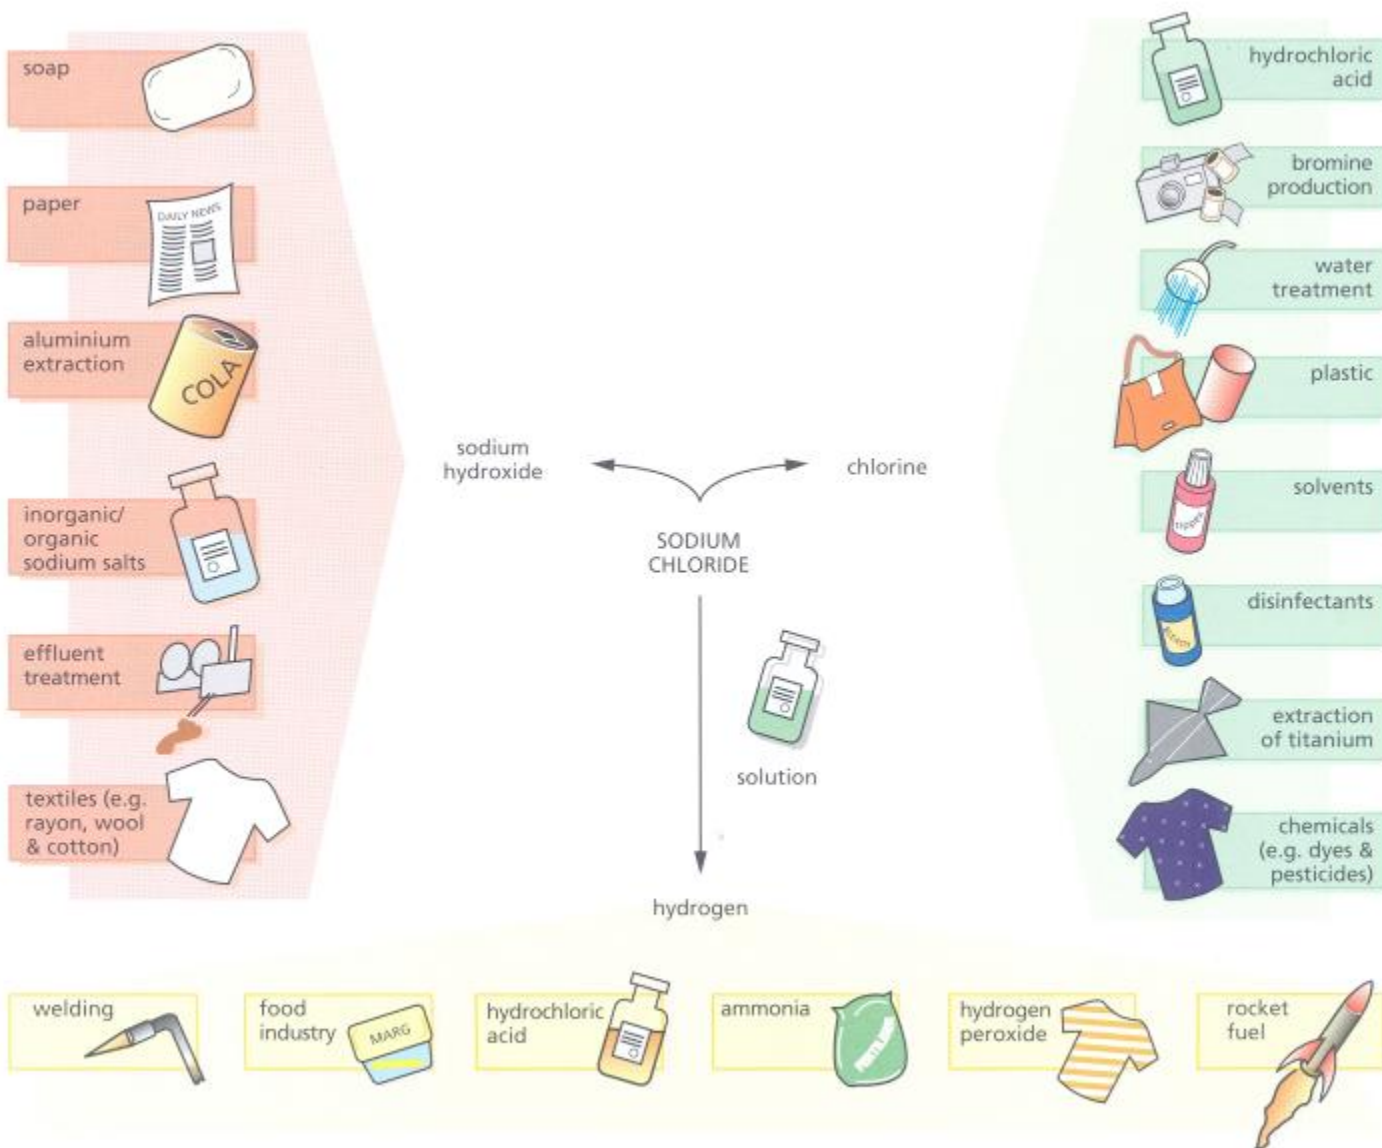 soap
paper
DAILY NEWS
aluminium
extraction
COLA
inorganic/
organic
sodium salts
effluent
treatment
textiles (e.g.
rayon, wool
& cotton)
sodium
hydroxide
chlorine
SODIUM
CHLORIDE
solution
hydrogen
hydrochloric
acid
bromine
production
water
treatment
plastic
solvents
disinfectants
extraction
of titanium
chemicals
(e.g. dyes &
pesticides)
welding
food
industry
MARG
hydrochloric
acid
ammonia
FERTILISER
hydrogen
peroxide
rocket
fuel